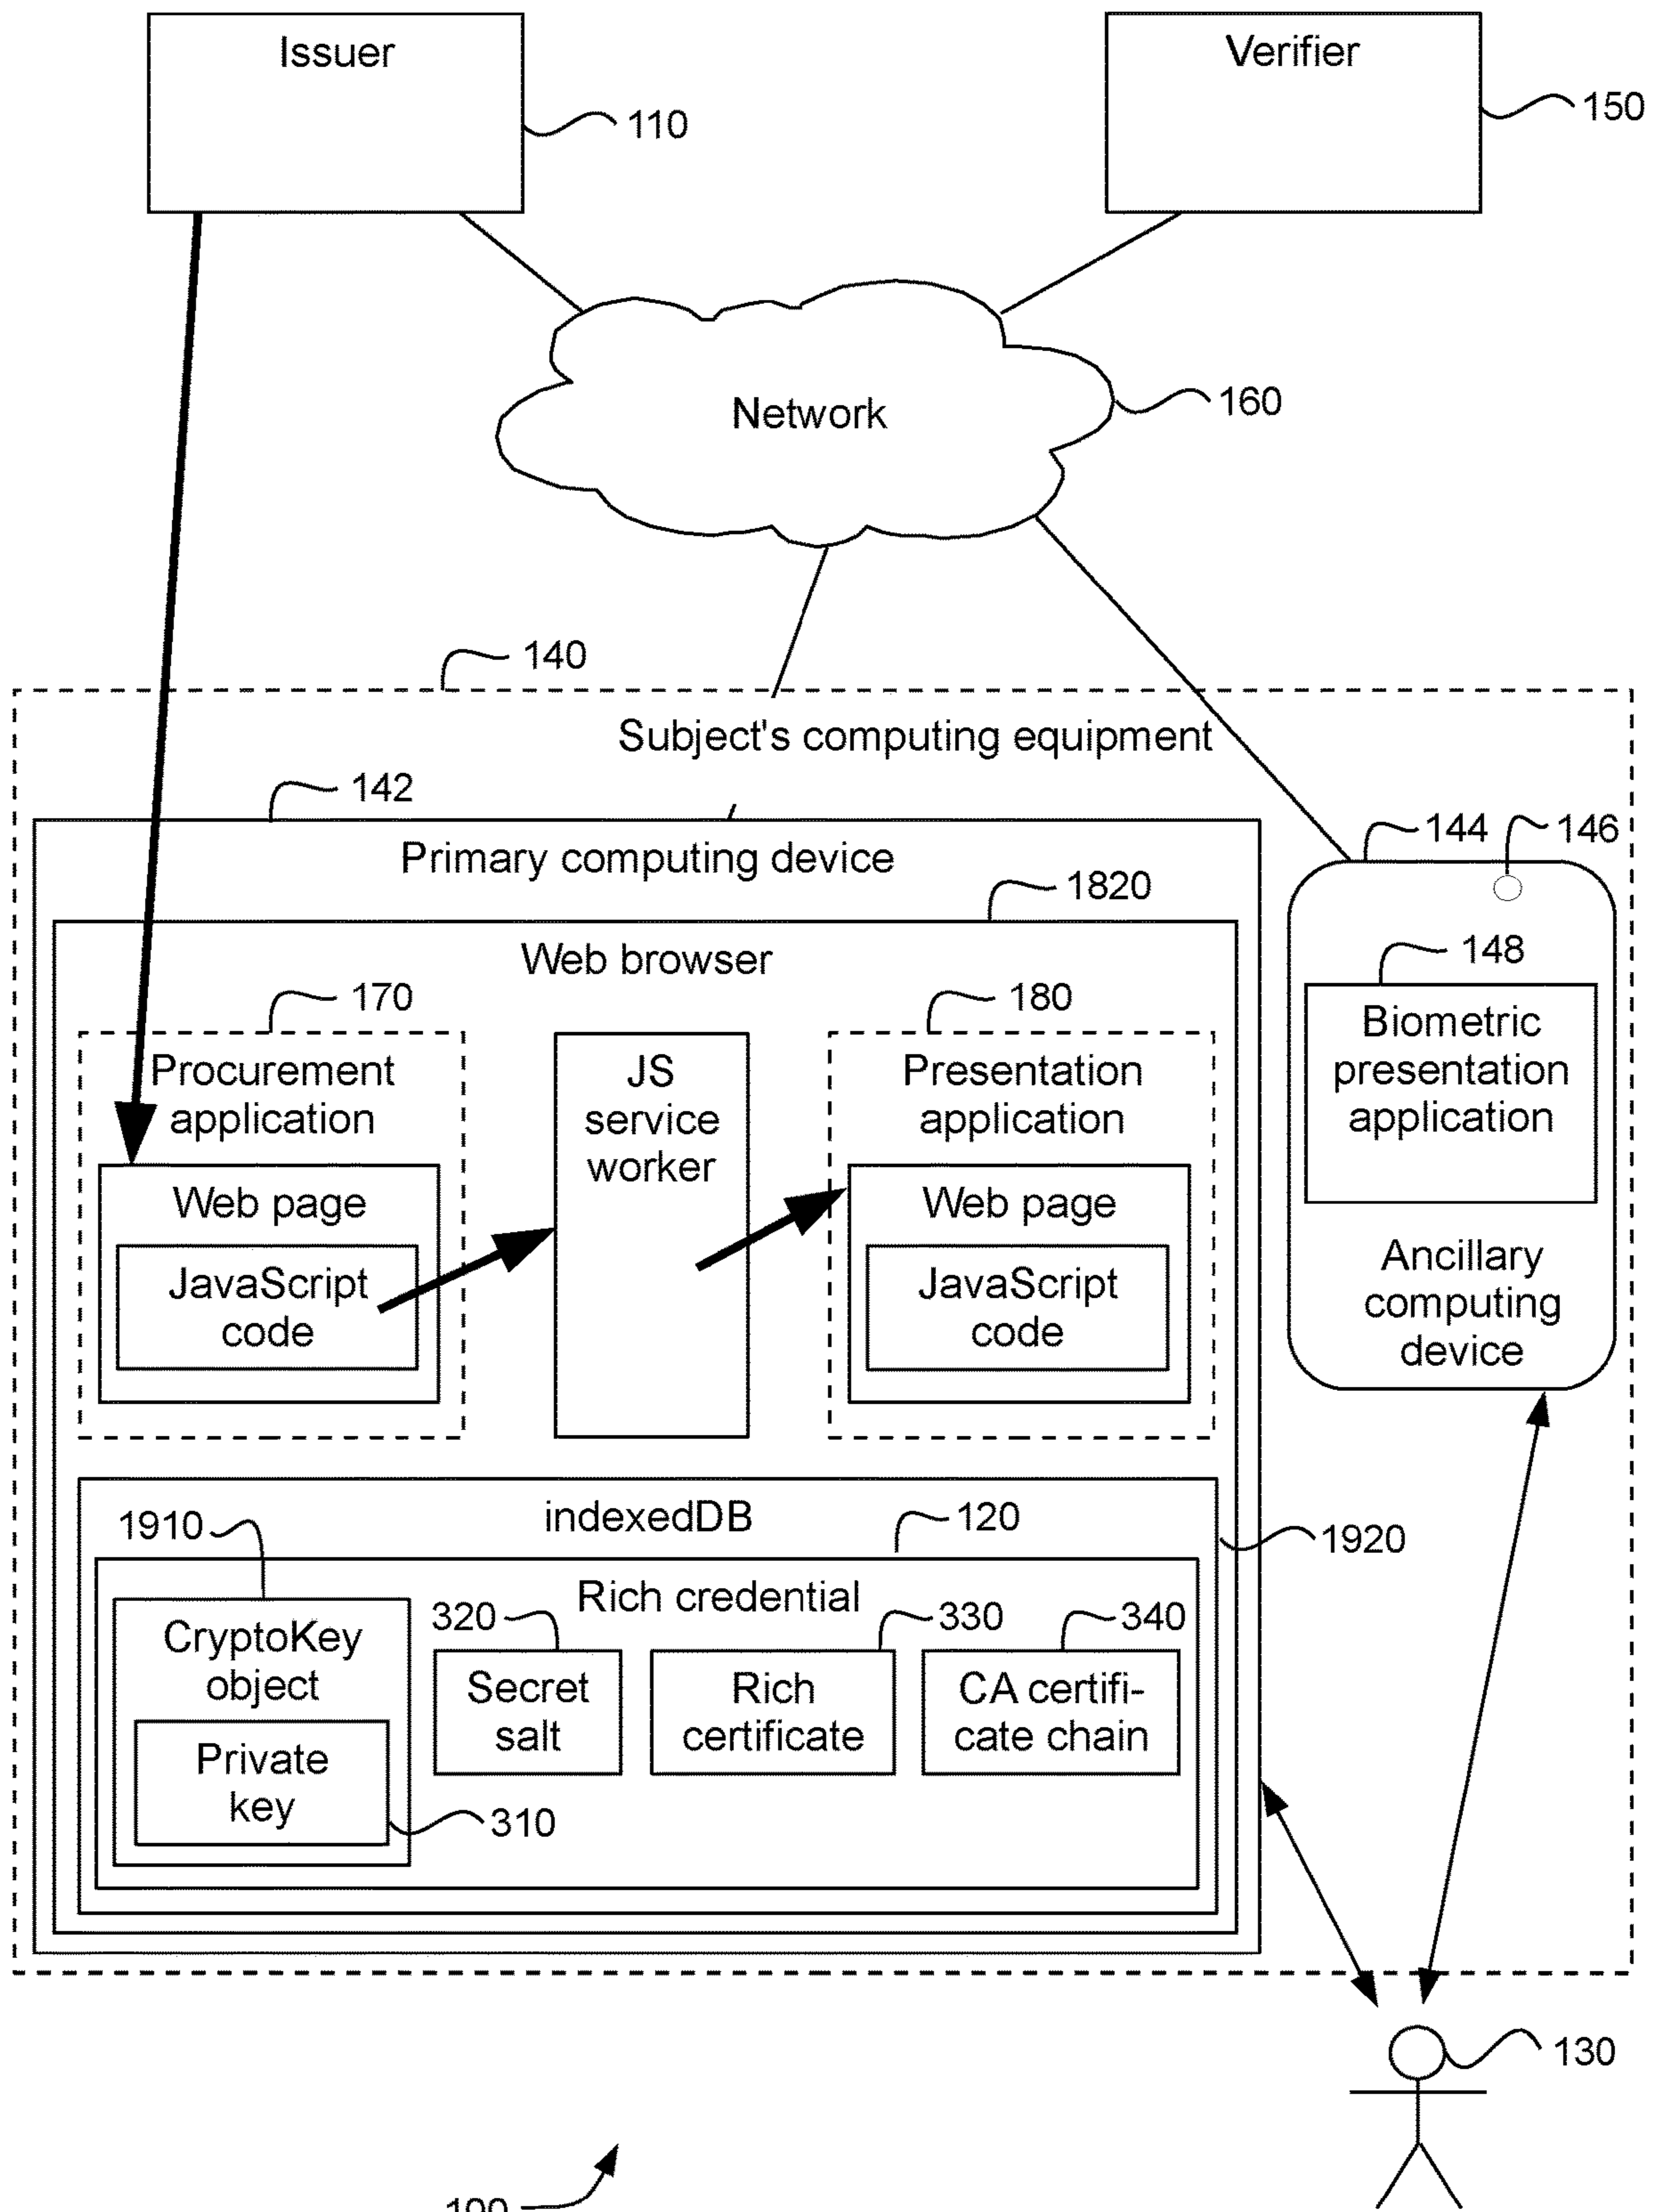 Issuer
Verifier
110
150
Network
160
140
Subject's computing equipment
142
Primary computing device
144
146
1820
Web browser
148
170
180
Biometric
presentation
application
Procurement
application
JS
service
worker
Presentation
application
Web page
Web page
JavaScript
code
JavaScript
code
Ancillary
computing
device
indexedDB
1910
120
1920
Rich credential
320
330
340
CryptoKey
object
Secret
salt
Rich
certificate
CA certifi-
cate chain
Private
key
310
130